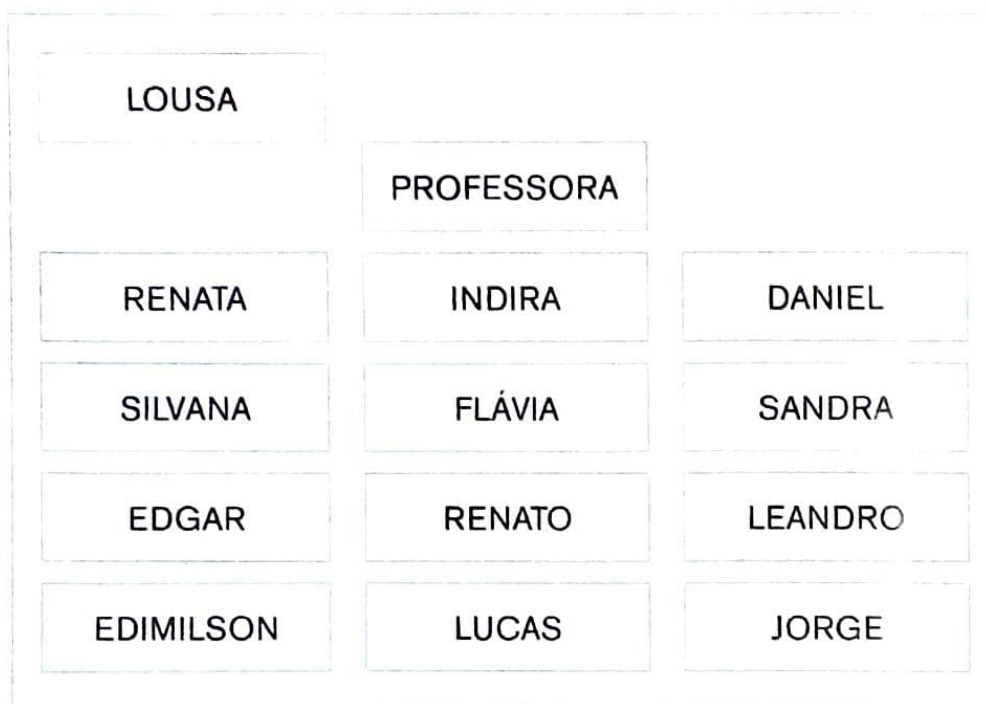 LOUSA
PROFESSORA
RENATA INDIRA DANIEL
SILVANA FLÁVIA SANDRA
EDGAR RENATO LEANDRO
EDIMILSON LUCAS JORGE